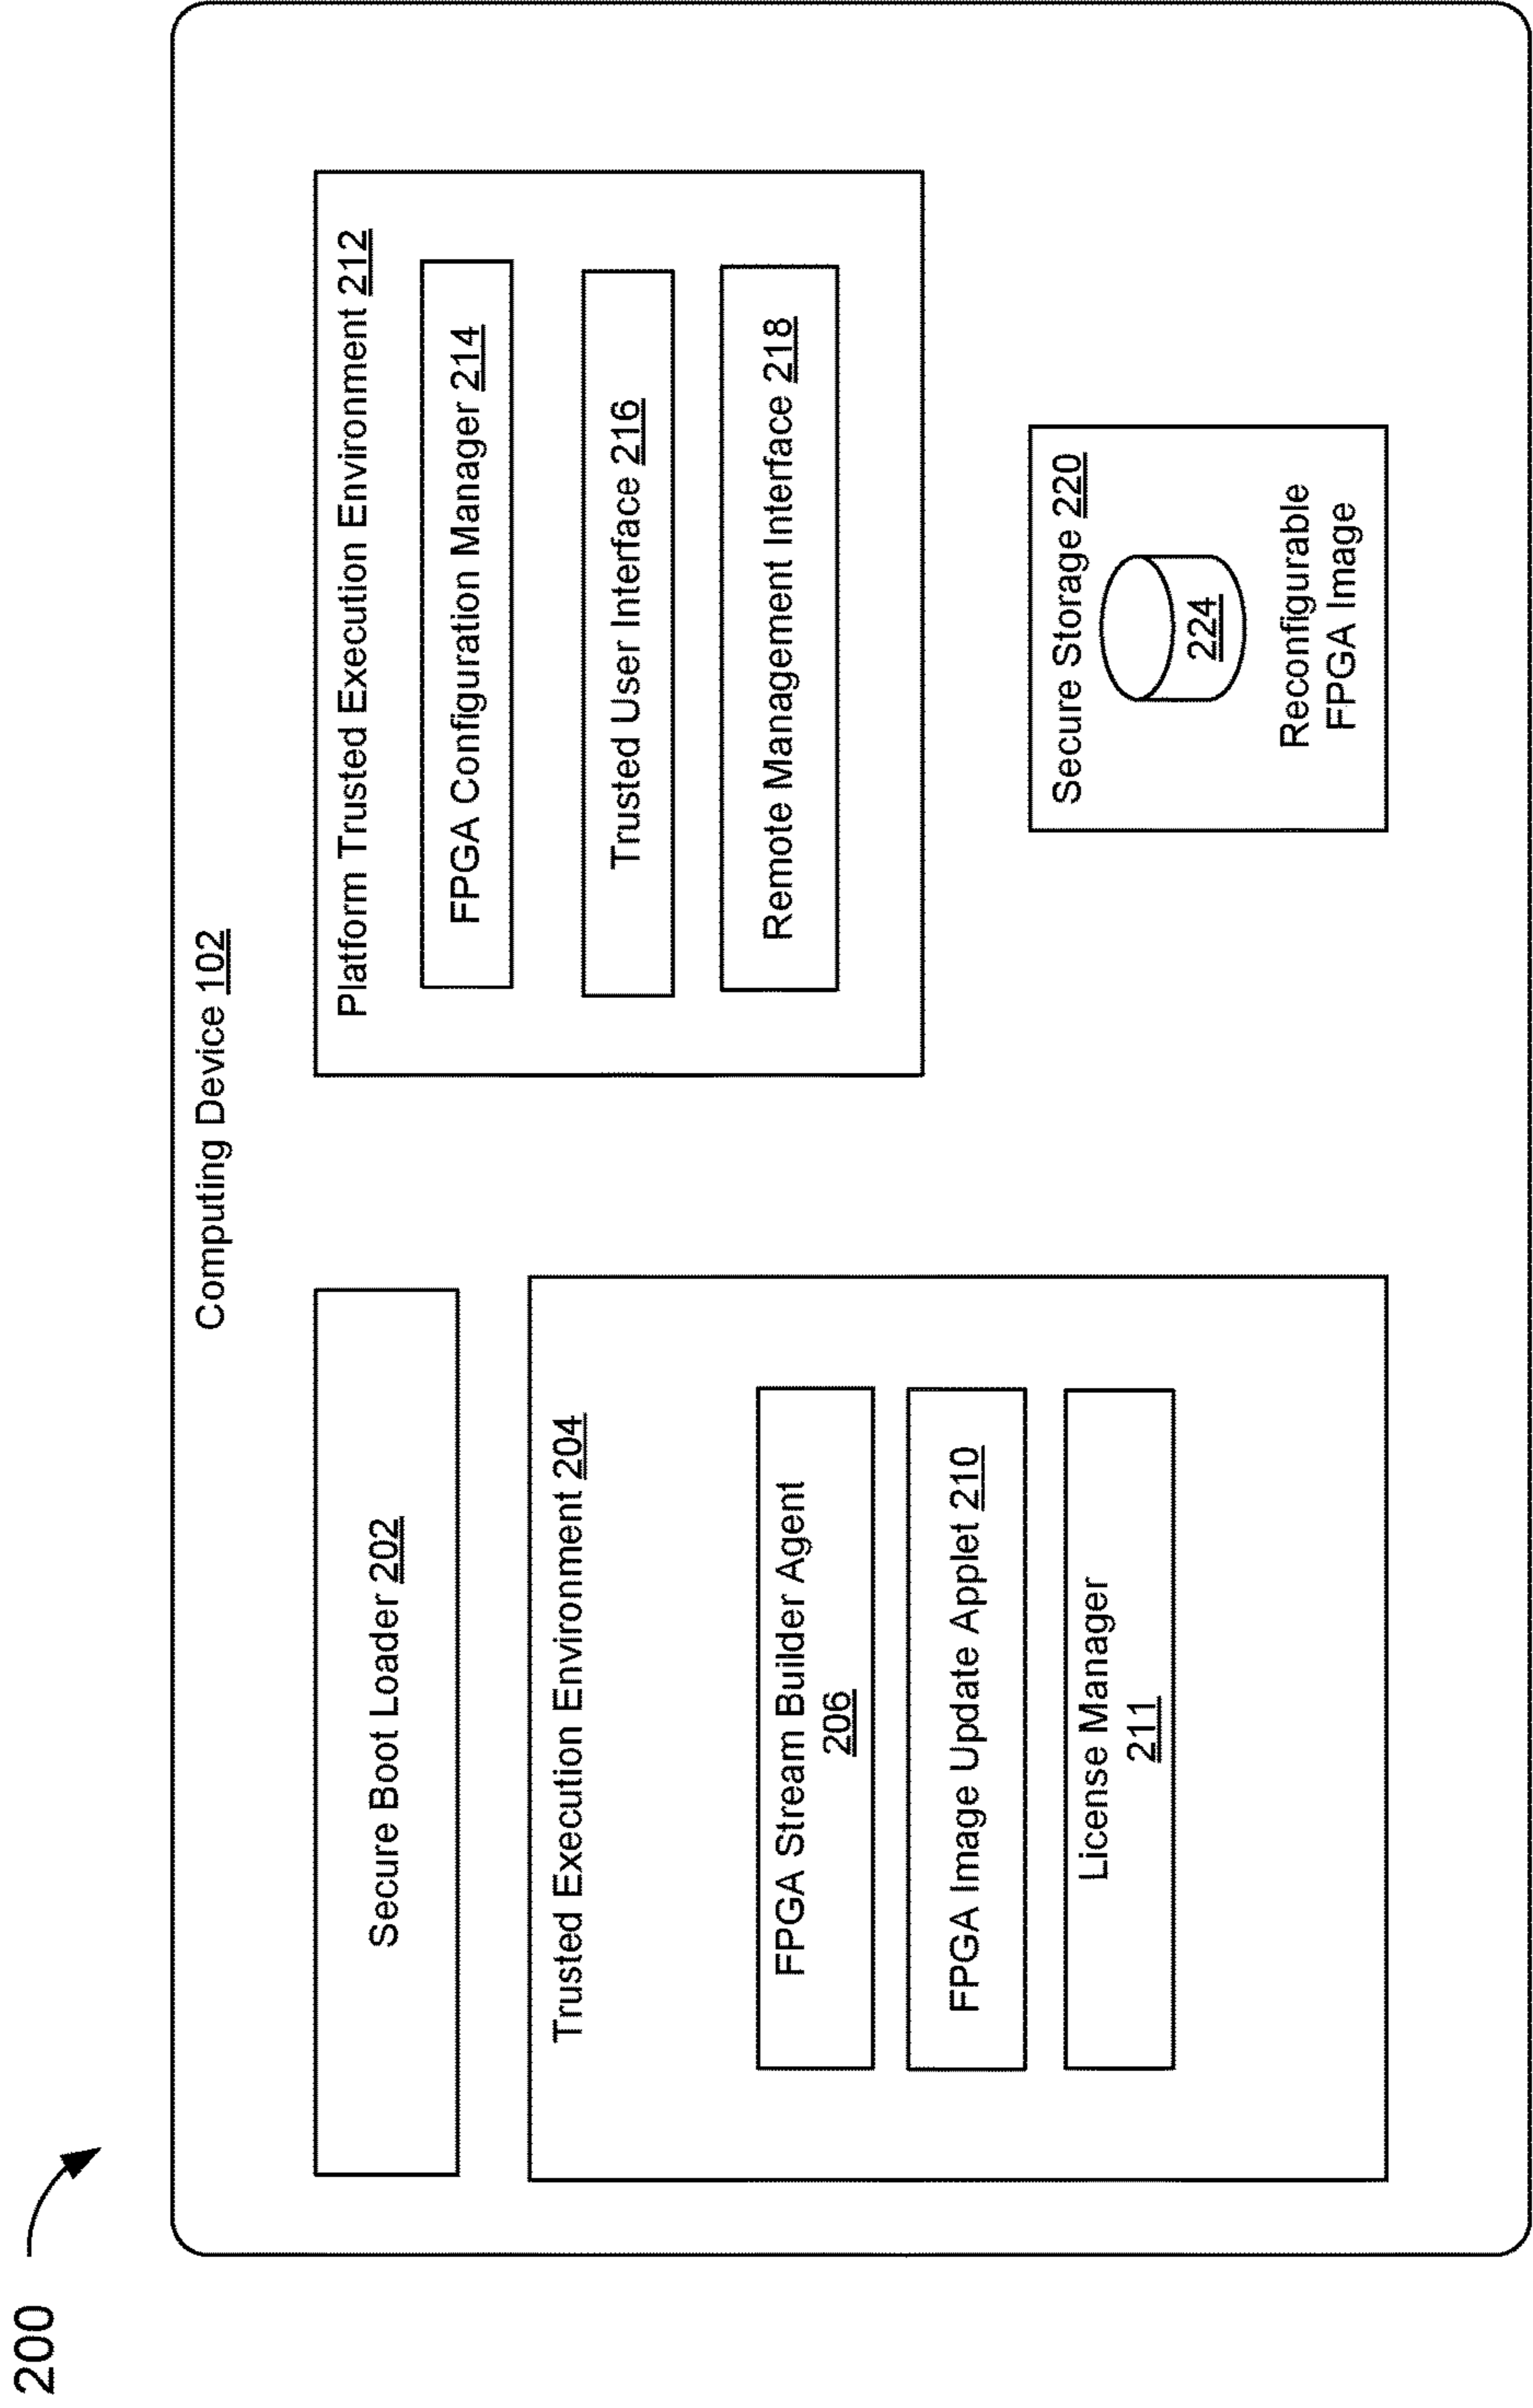 200
Computing Device 102
Secure Boot Loader 202
Trusted Execution Environment 204
FPGA Stream Builder Agent
206
FPGA Image Update Applet 210
License Manager
211
Platform Trusted Execution Environment 212
FPGA Configuration Manager 214
Trusted User Interface 216
Remote Management Interface 218
Secure Storage 220
224
Reconfigurable
FPGA Image